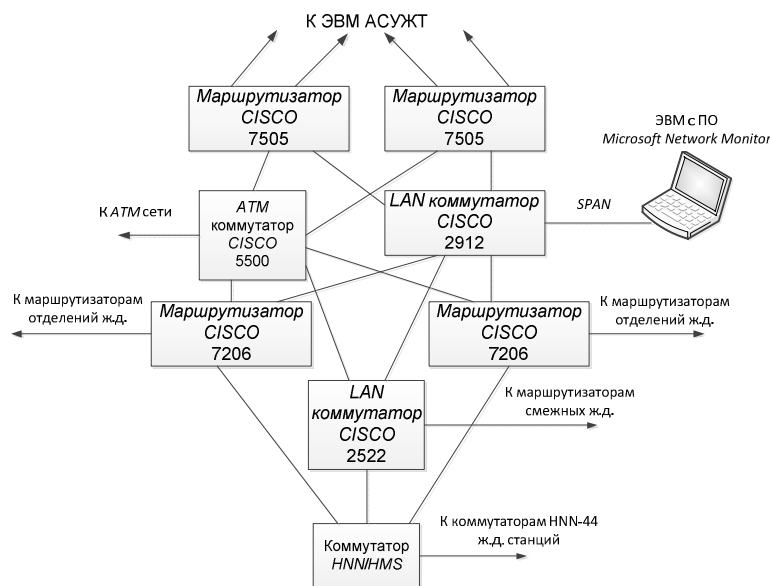 К ЭВМ АСУЖТ
Маршрутизатор
CISCO
7505
Маршрутизатор
CISCO
7505
ЭВМ с ПО
Microsoft Network Monitor
К ATM сети
ATM
коммутатор
CISCO
5500
LAN коммутатор
CISCO
2912
SPAN
К маршрутизаторам
отделений ж.д.
Маршрутизатор
CISCO
7206
Маршрутизатор
CISCO
7206
К маршрутизаторам
отделений ж.д.
LAN
коммутатор
CISCO
2522
К маршрутизаторам
смежных ж.д.
Коммутатор
HNN/HMS
К коммутаторам HNN-44
ж.д. станций